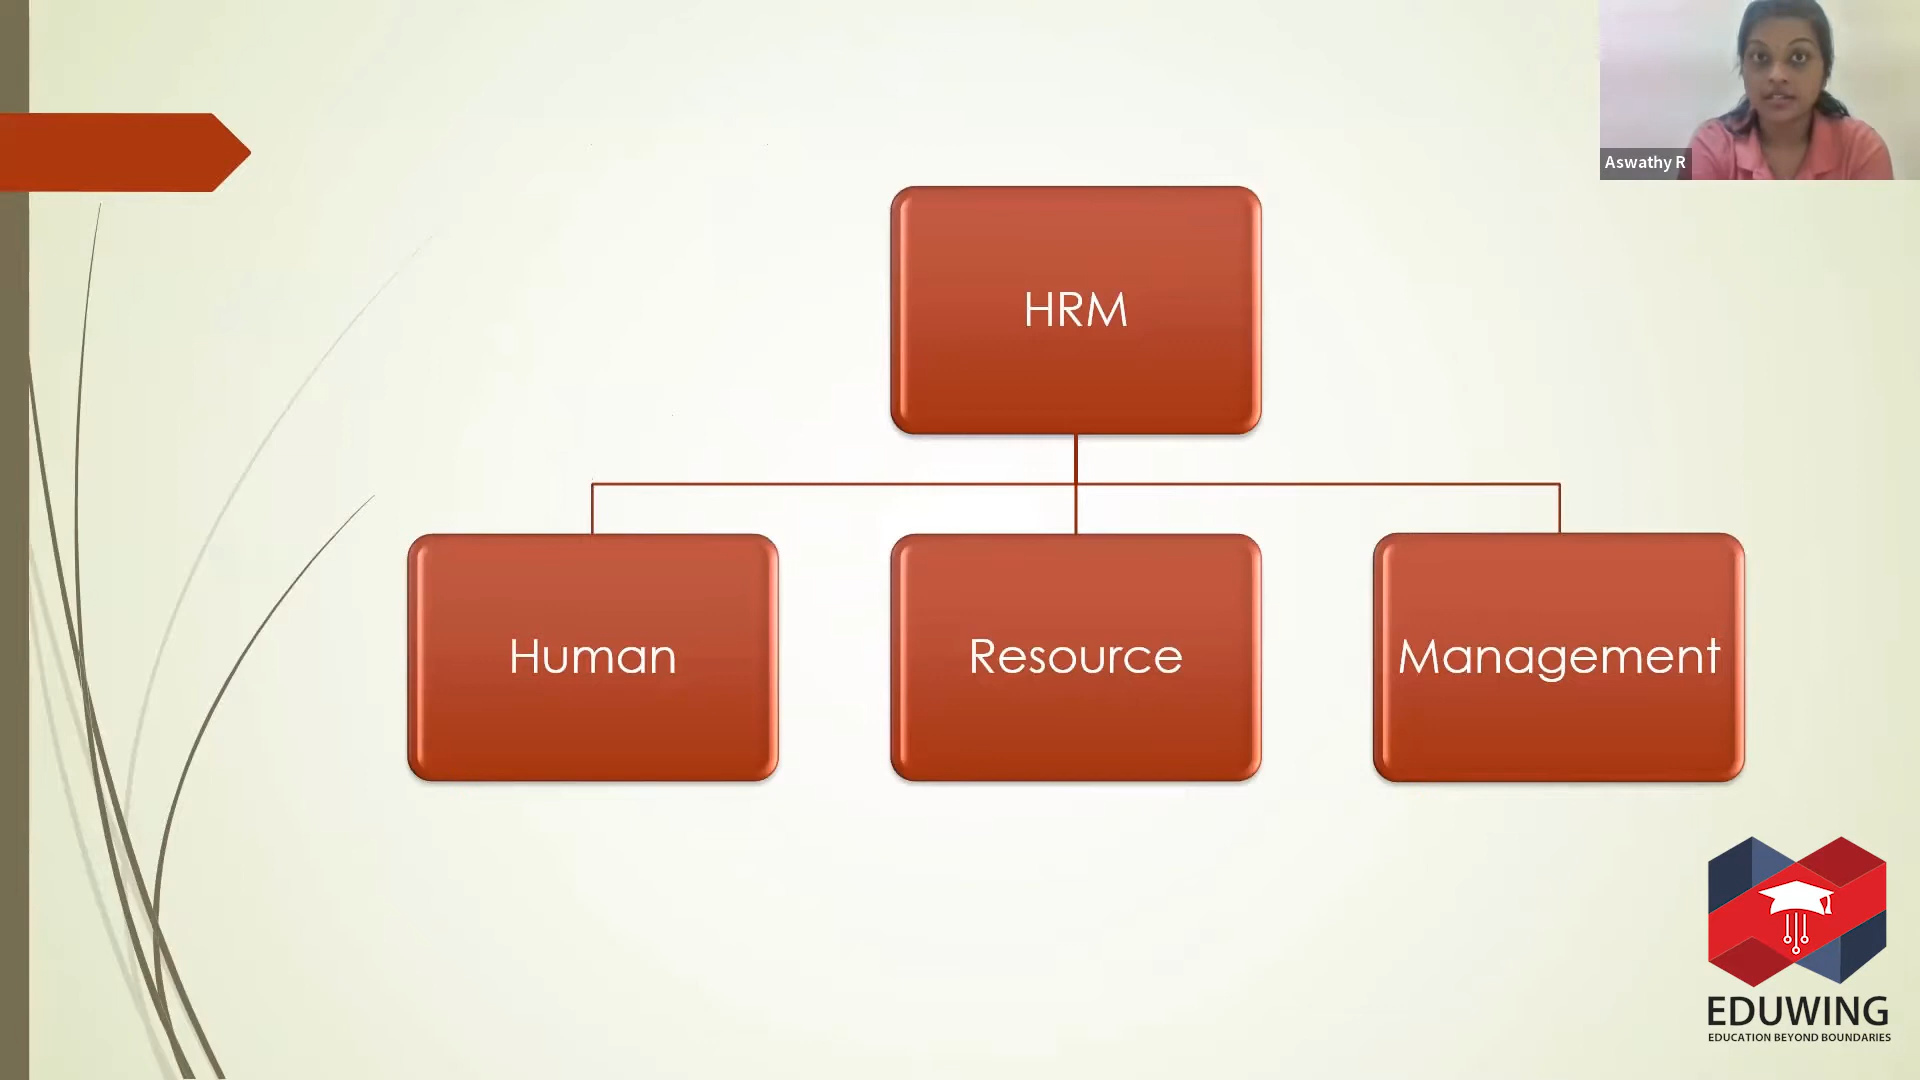 Aswathy R
HRM
Human
Resource
Management
EDUWING
EDUCATION BEYOND BOUNDARIES